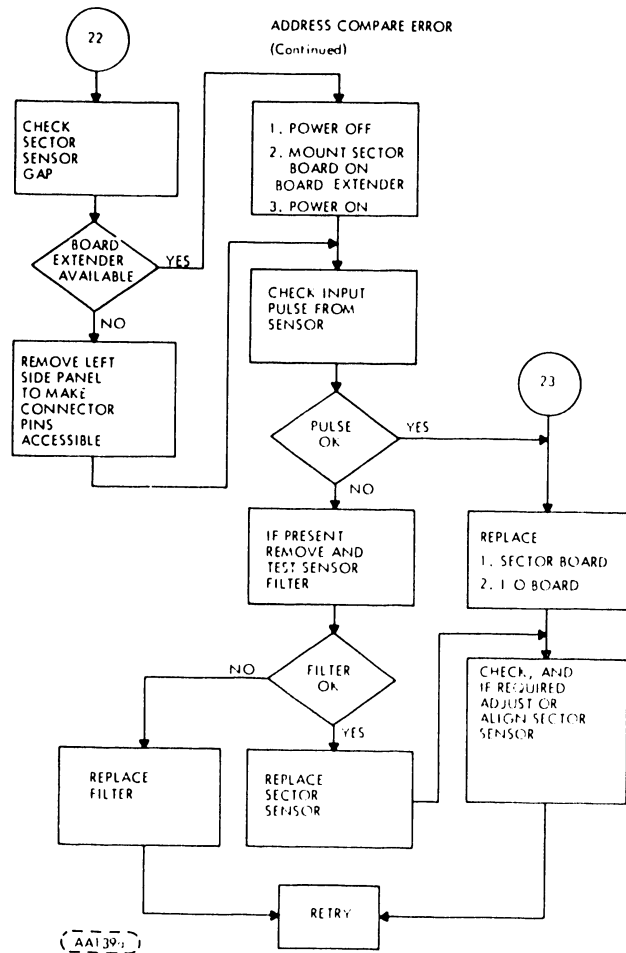 ADDRESS COMPARE ERROR
(Continued)
22
CHECK
SECTOR
SENSOR
GAP
BOARD
EXTENDER
AVAILABLE
YES
NO
REMOVE LEFT
SIDE PANEL
TO MAKE
CONNECTOR
PINS
ACCESSIBLE
1. POWER OFF
2. MOUNT SECTOR
BOARD ON
BOARD EXTENDER
3. POWER ON
CHECK INPUT
PULSE FROM
SENSOR
PULSE
OK
YES
NO
23
IF PRESENT
REMOVE AND
TEST SENSOR
FILTER
REPLACE
1. SECTOR BOARD
2. I O BOARD
FILTER
OK
NO
YES
CHECK, AND
IF REQUIRED
ADJUST OR
ALIGN SECTOR
SENSOR
REPLACE
FILTER
REPLACE
SECTOR
SENSOR
RETRY